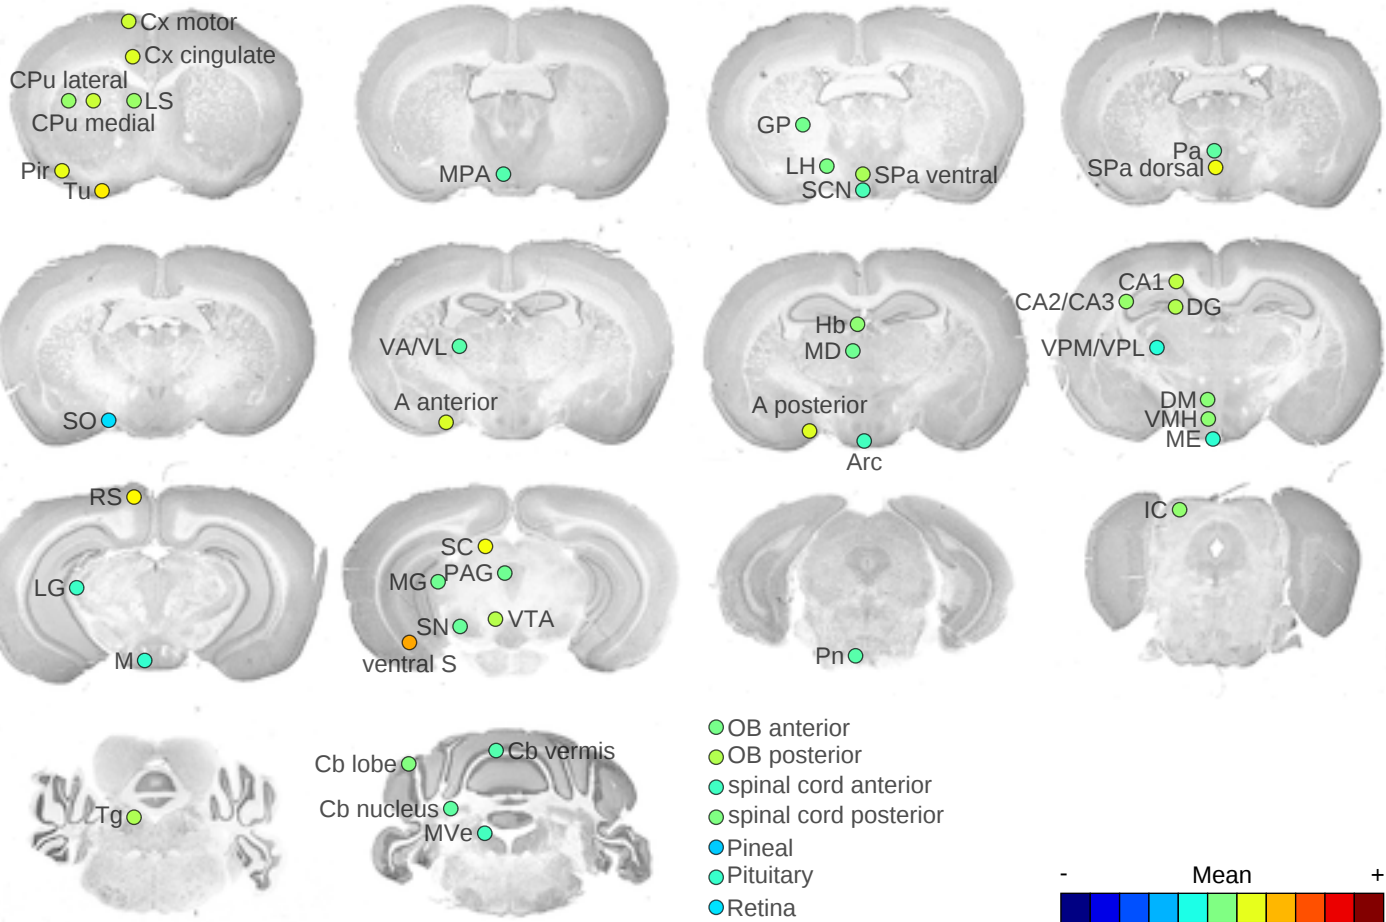 Cx motor
Cx cingulate
CPu lateral
LS
CPu medial
Pir
Tu
MPA
GP
LH
SPa ventral
SCN
Pa
SPa dorsal
SO
VA/VL
A anterior
Hb
MD
A posterior
Arc
CA1
CA2/CA3
DG
VPM/VPL
DM
VMH
ME
RS
LG
M
SC
MG
PAG
SN
VTA
ventral S
Pn
IC
Tg
Cb lobe
Cb vermis
Cb nucleus
MVe
OB anterior
OB posterior
spinal cord anterior
spinal cord posterior
Pineal
Pituitary
Retina
- Mean +